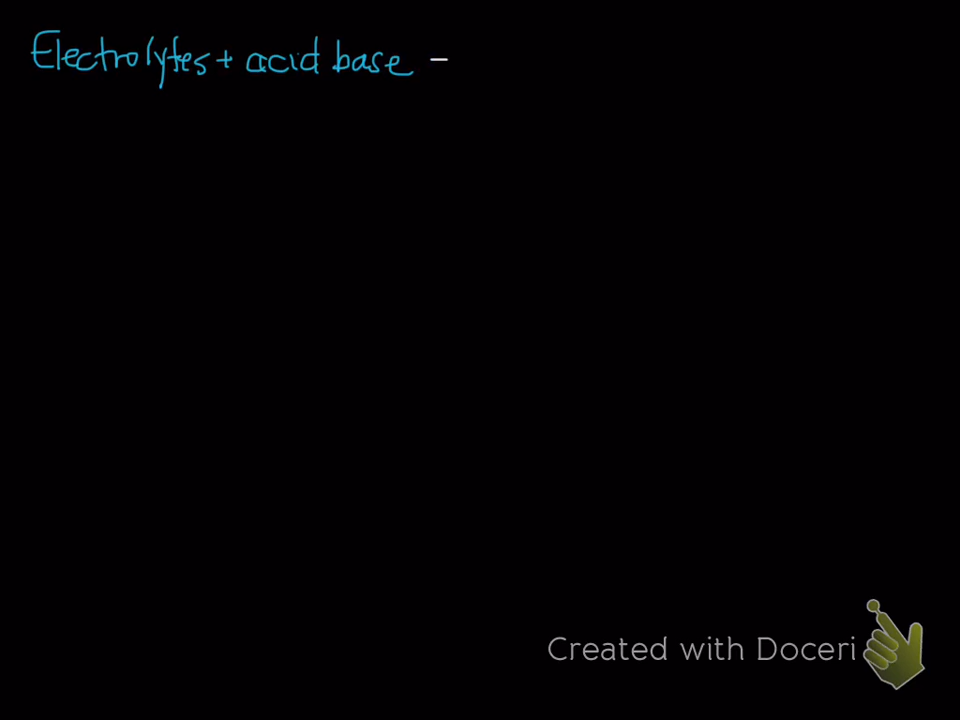 Electrolytes + acid base -
Created with Doceri